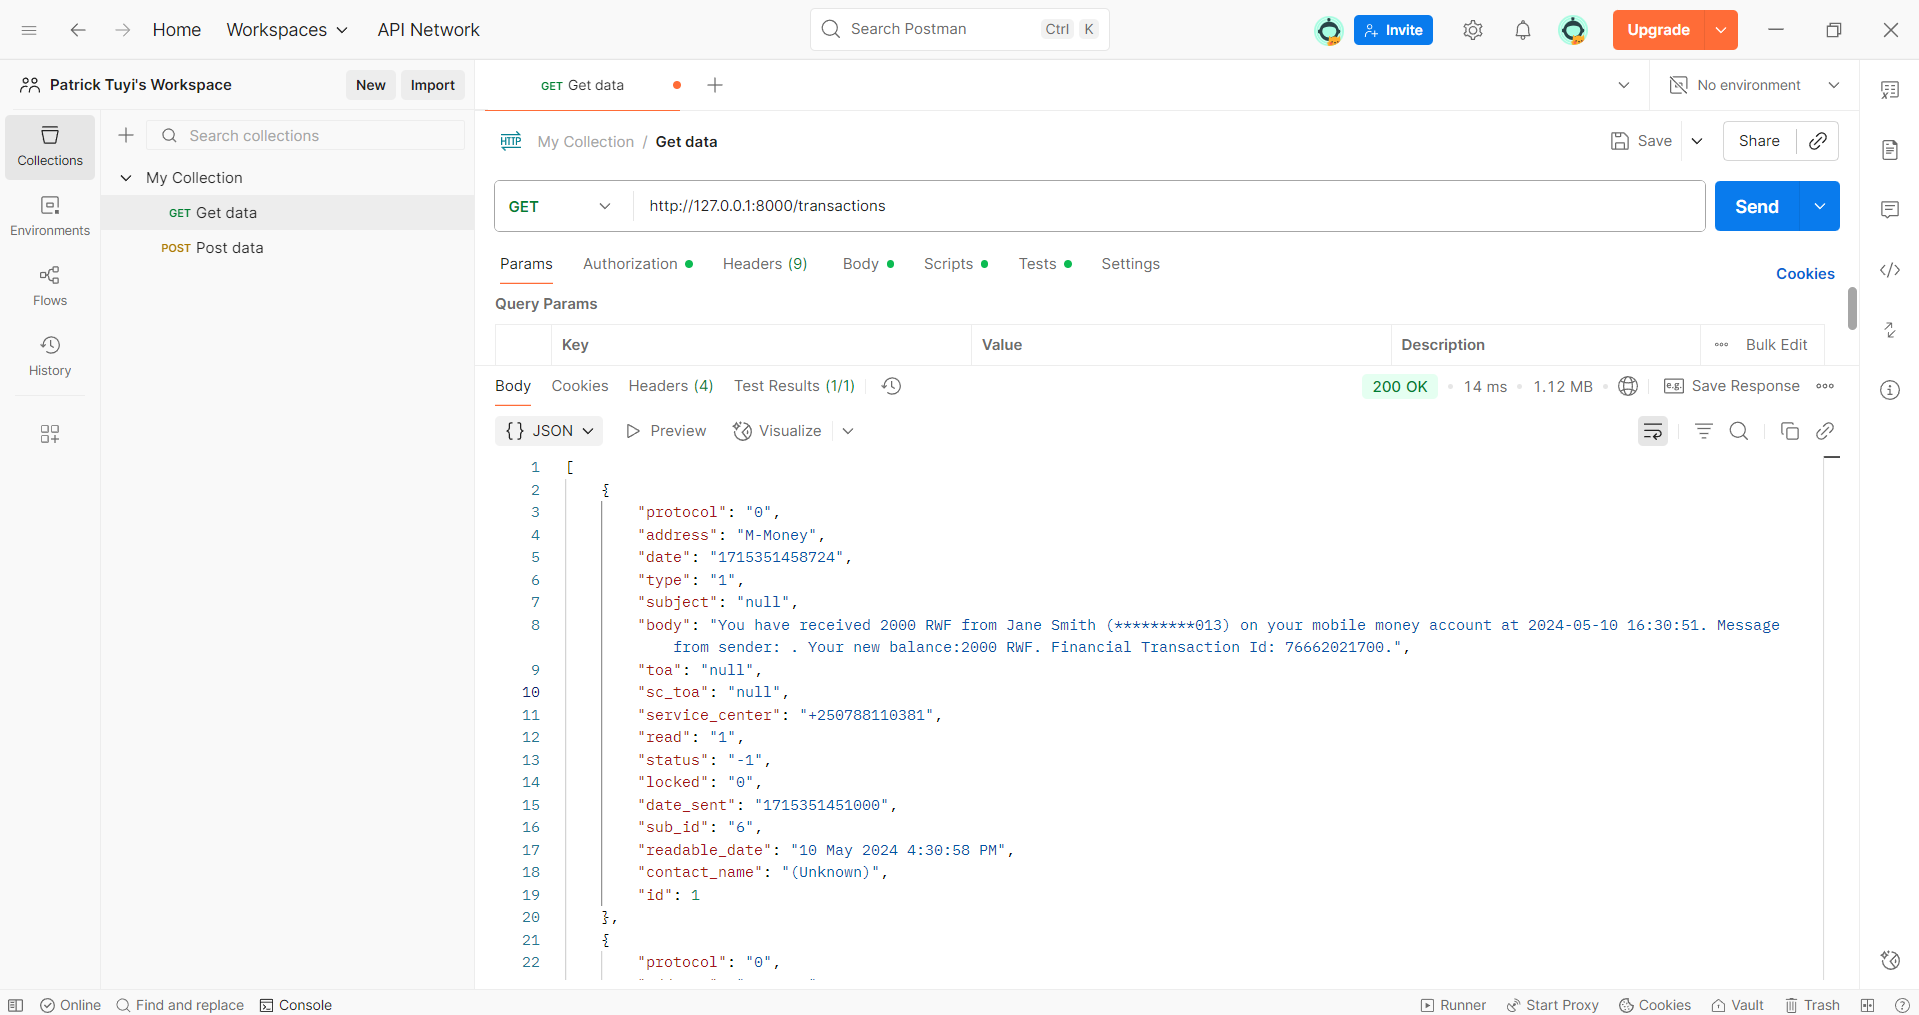 Home Workspaces API Network Search Postman Ctrl K Invite Upgrade
Patrick Tuyi's Workspace New Import GET Get data No environment
Collections
Environments
Flows
History
Search collections
My Collection
GET Get data
POST Post data
HTTP My Collection / Get data Save Share
GET http://127.0.0.1:8000/transactions Send
Params Authorization Headers (9) Body Scripts Tests Settings Cookies
Query Params
Key Value Description Bulk Edit
Body Cookies Headers (4) Test Results (1/1) 200 OK 14 ms 1.12 MB e.g. Save Response
{} JSON Preview Visualize
1 [
2 {
3 "protocol": "0",
4 "address": "M-Money",
5 "date": "1715351458724",
6 "type": "1",
7 "subject": "null",
8 "body": "You have received 2000 RWF from Jane Smith (*********013) on your mobile money account at 2024-05-10 16:30:51. Message
from sender: . Your new balance:2000 RWF. Financial Transaction Id: 76662021700.",
9 "toa": "null",
10 "sc_toa": "null",
11 "service_center": "+250788110381",
12 "read": "1",
13 "status": "-1",
14 "locked": "0",
15 "date_sent": "1715351451000",
16 "sub_id": "6",
17 "readable_date": "10 May 2024 4:30:58 PM",
18 "contact_name": "(Unknown)",
19 "id": 1
20 },
21 {
22 "protocol": "0",
Online Find and replace Console Runner Start Proxy Cookies Vault Trash